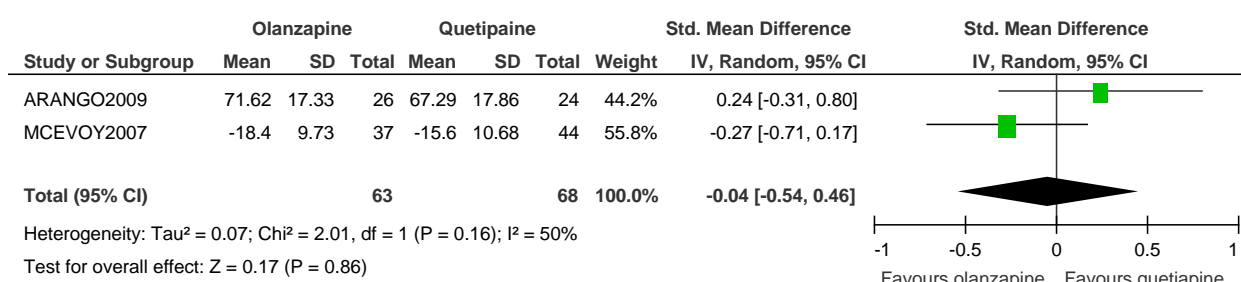 Olanzapine Quetipaine Std. Mean Difference Std. Mean Difference
Study or Subgroup Mean SD Total Mean SD Total Weight IV, Random, 95% CI IV, Random, 95% CI
ARANGO2009 71.62 17.33 26 67.29 17.86 24 44.2% 0.24 [-0.31, 0.80]
MCEVOY2007 -18.4 9.73 37 -15.6 10.68 44 55.8% -0.27 [-0.71, 0.17]
Total (95% CI) 63 68 100.0% -0.04 [-0.54, 0.46]
Heterogeneity: Tau² = 0.07; Chi² = 2.01, df = 1 (P = 0.16); I² = 50%
Test for overall effect: Z = 0.17 (P = 0.86)
-1 -0.5 0 0.5 1
Favours olanzapine Favours quetiapine